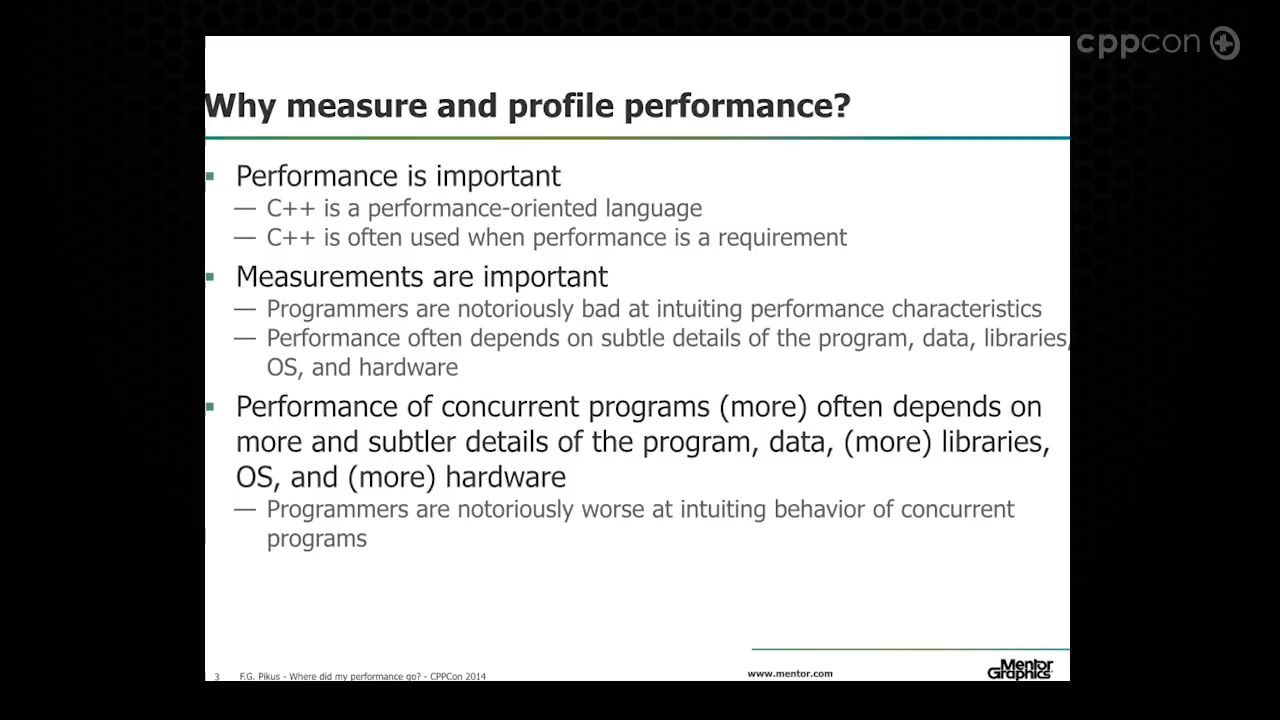 cppcon
Why measure and profile performance?
▪ Performance is important
— C++ is a performance-oriented language
— C++ is often used when performance is a requirement
▪ Measurements are important
— Programmers are notoriously bad at intuiting performance characteristics
— Performance often depends on subtle details of the program, data, libraries,
OS, and hardware
▪ Performance of concurrent programs (more) often depends on
more and subtler details of the program, data, (more) libraries,
OS, and (more) hardware
— Programmers are notoriously worse at intuiting behavior of concurrent
programs
3 F.G. Pikus - Where did my performance go? - CPPCon 2014
www.mentor.com
Mentor
Graphics